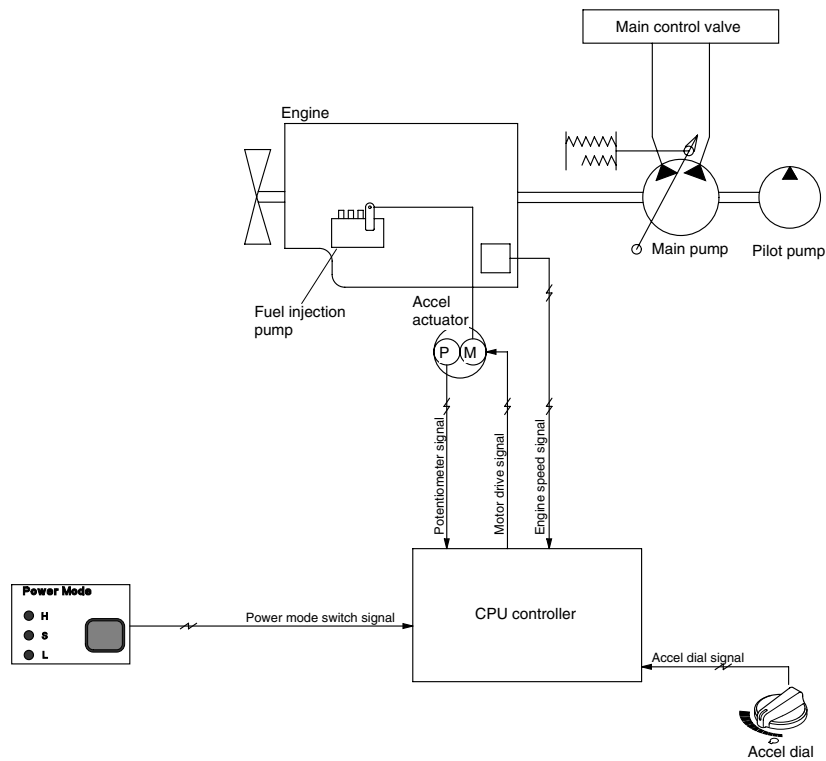 Main control valve
Engine
Main pump
Pilot pump
Fuel injection
pump
Accel
actuator
P
M
Potentiometer signal
Motor drive signal
Engine speed signal
Power Mode
H
S
L
Power mode switch signal
CPU controller
Accel dial signal
Accel dial